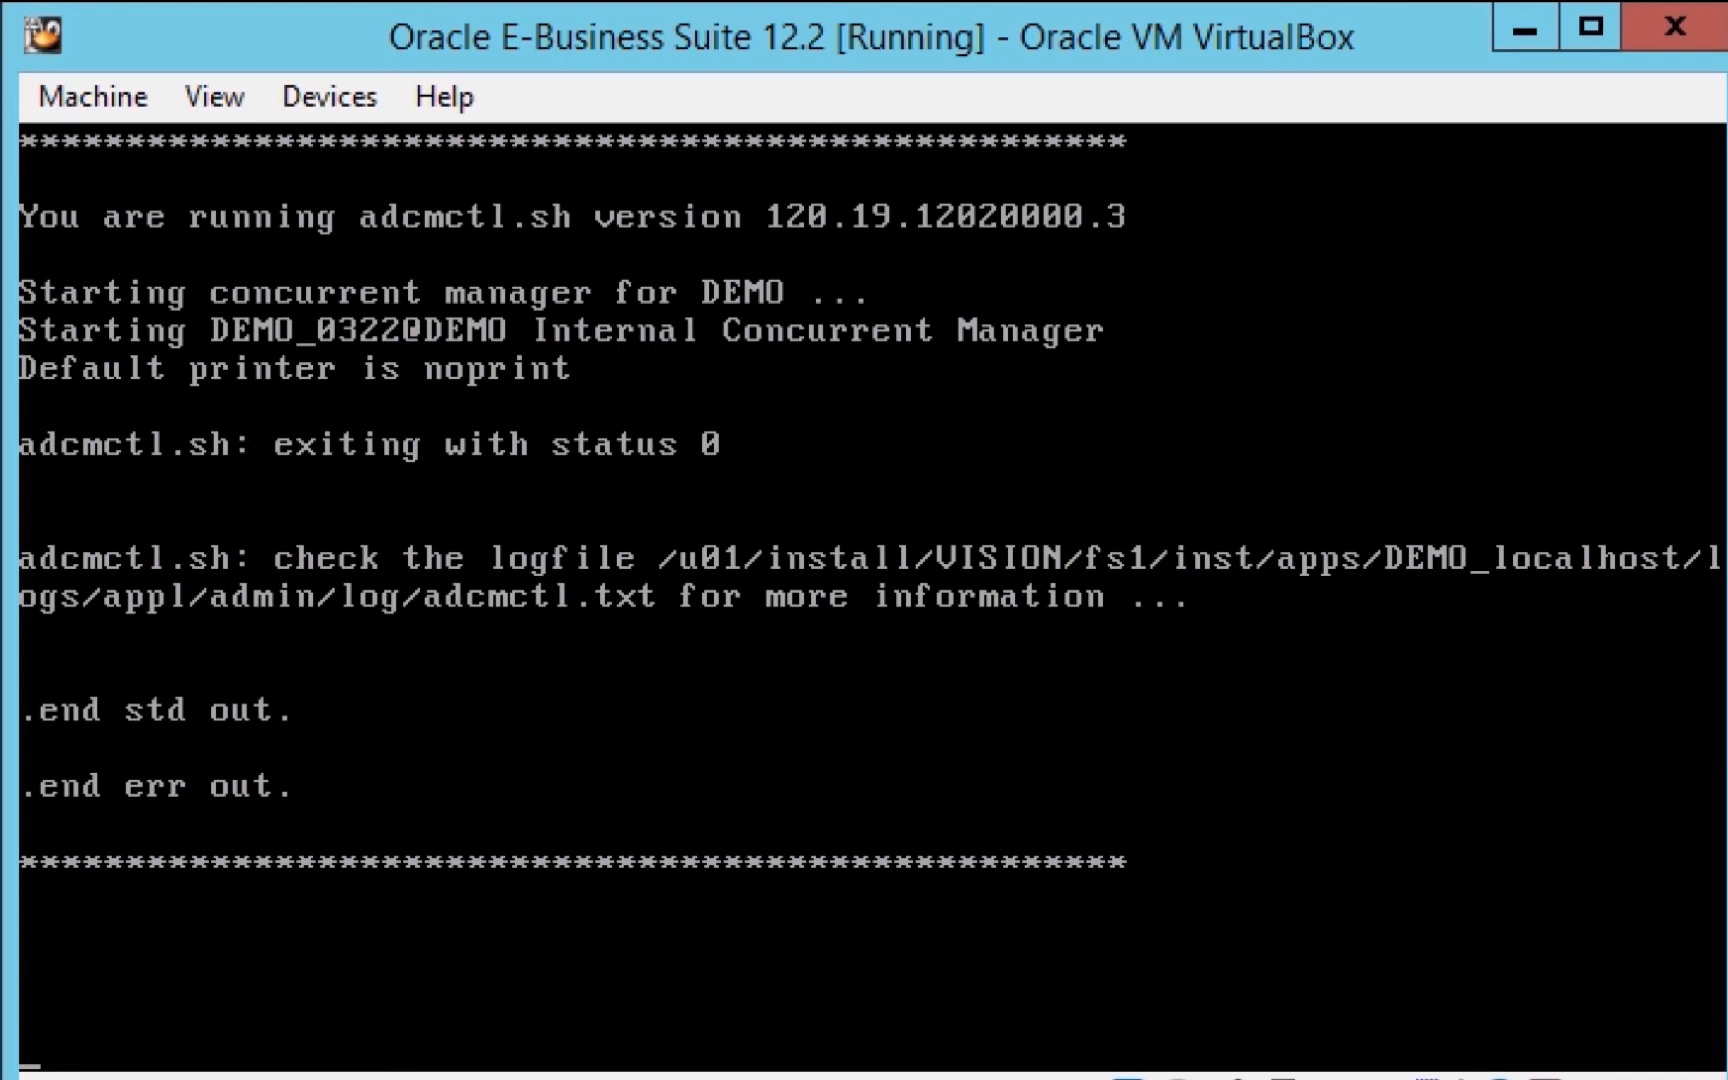 Oracle E-Business Suite 12.2 [Running] - Oracle VM VirtualBox
Machine View Devices Help
****************************************************
You are running adcmctl.sh version 120.19.12020000.3
Starting concurrent manager for DEMO ...
Starting DEMO_0322@DEMO Internal Concurrent Manager
Default printer is noprint
adcmctl.sh: exiting with status 0
adcmctl.sh: check the logfile /u01/install/VISION/fs1/inst/apps/DEMO_localhost/l
ogs/appl/admin/log/adcmctl.txt for more information ...
.end std out.
.end err out.
****************************************************
_